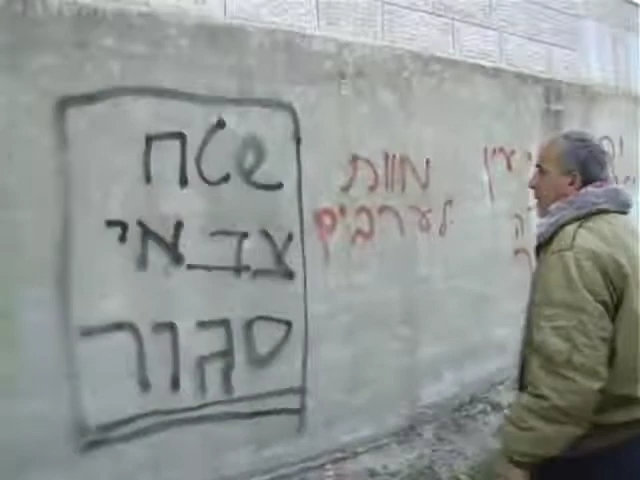 שטח
צבאי
סגור
מוות
לערבים